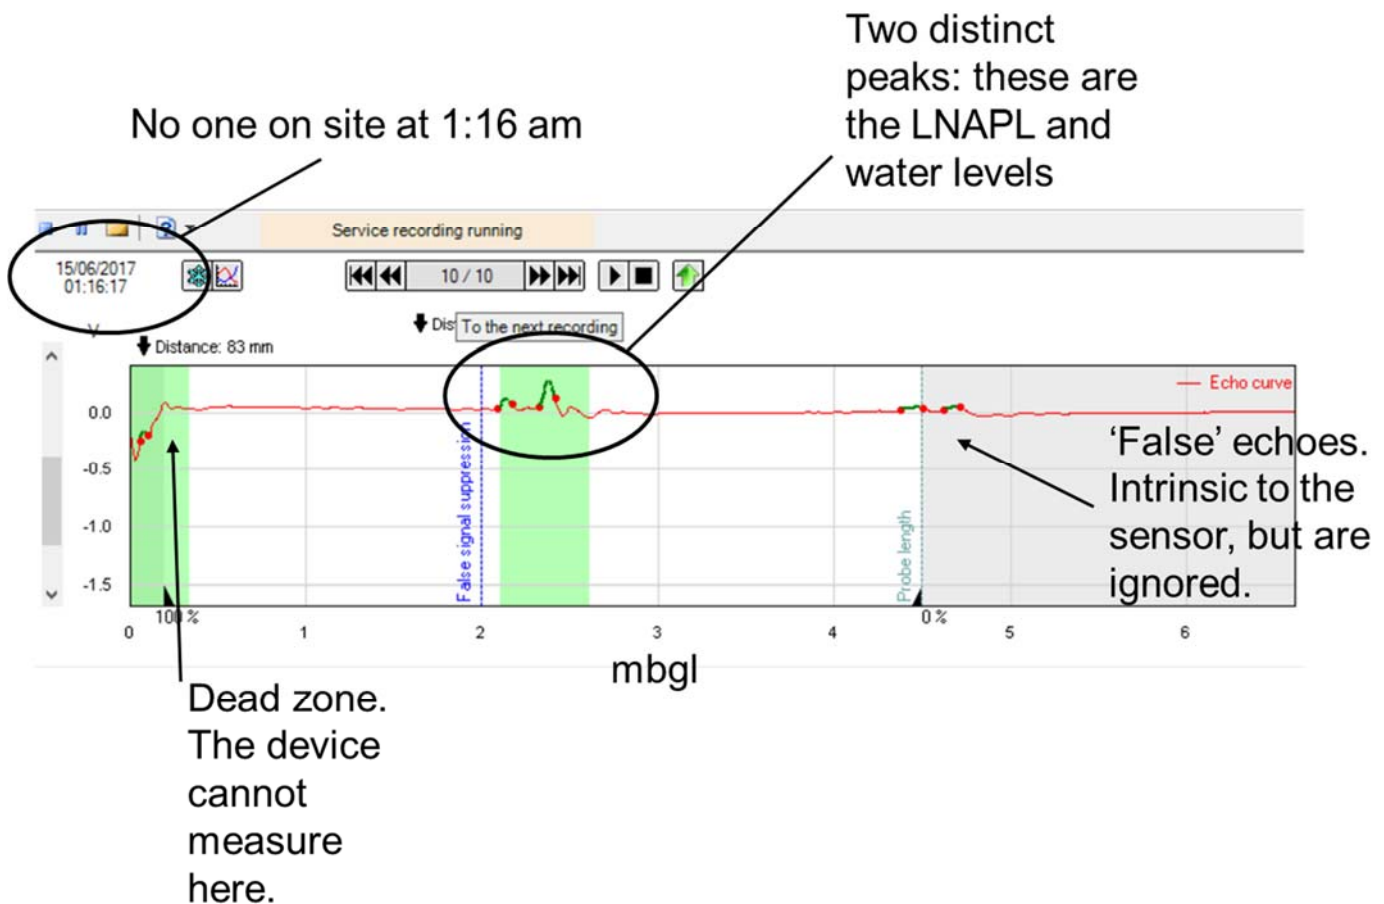 Two distinct
peaks: these are
the LNAPL and
water levels
No one on site at 1:16 am
Service recording running
15/06/2017
01:16:17
10 / 10
V
Dis
To the next recording
Distance: 83 mm
Echo curve
0.0
-0.5
-1.0
-1.5
False signal suppression
Probe length
100 %
0 %
0
1
2
3
4
5
6
mbgl
'False' echoes.
Intrinsic to the
sensor, but are
ignored.
Dead zone.
The device
cannot
measure
here.